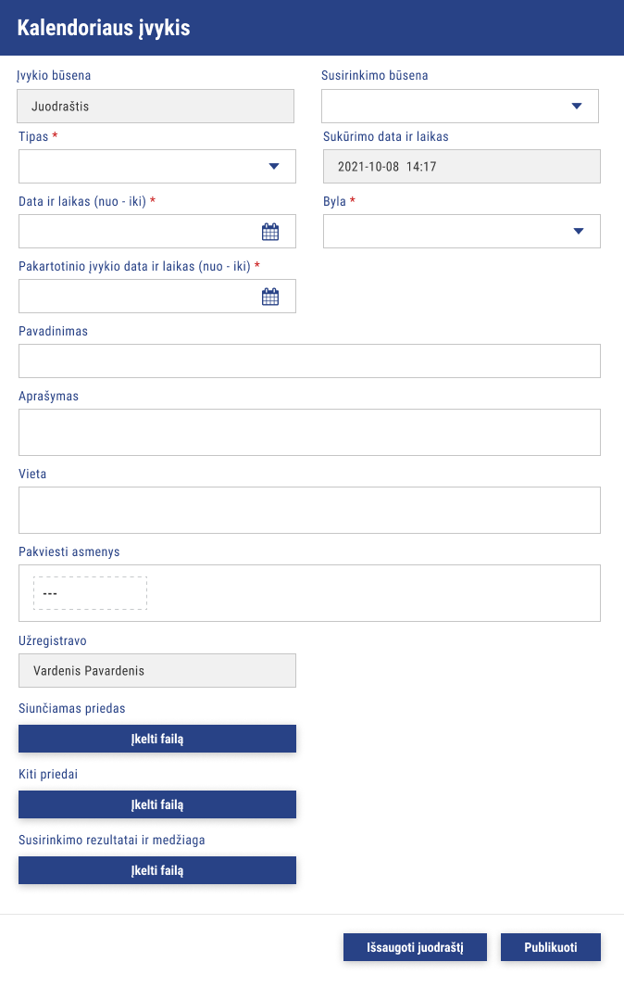 Kalendoriaus įvykis
Įvykio būsena
Susirinkimo būsena
Juodraštis
Tipas *
Sukūrimo data ir laikas
2021-10-08 14:17
Data ir laikas (nuo - iki) *
Byla *
Pakartotinio įvykio data ir laikas (nuo - iki) *
Pavadinimas
Aprašymas
Vieta
Pakviesti asmenys
---
Užregistravo
Vardenis Pavardenis
Siunčiamas priedas
Įkelti failą
Kiti priedai
Įkelti failą
Susirinkimo rezultatai ir medžiaga
Įkelti failą
Išsaugoti juodraštį
Publikuoti